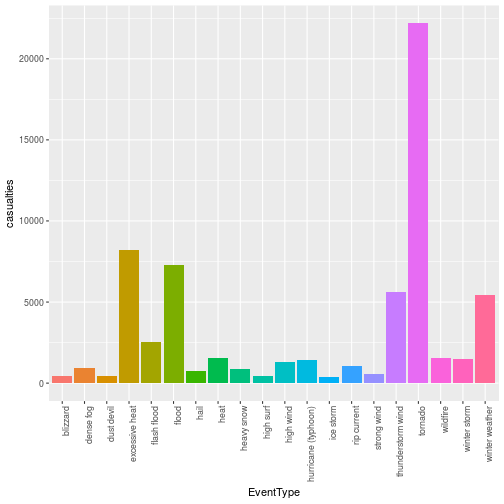 casualties
20000
15000
10000
5000
0
blizzard
dense fog
dust devil
excessive heat
flash flood
flood
hail
heat
heavy snow
high surf
high wind
hurricane (typhoon)
ice storm
rip current
strong wind
thunderstorm wind
tornado
wildfire
winter storm
winter weather
EventType